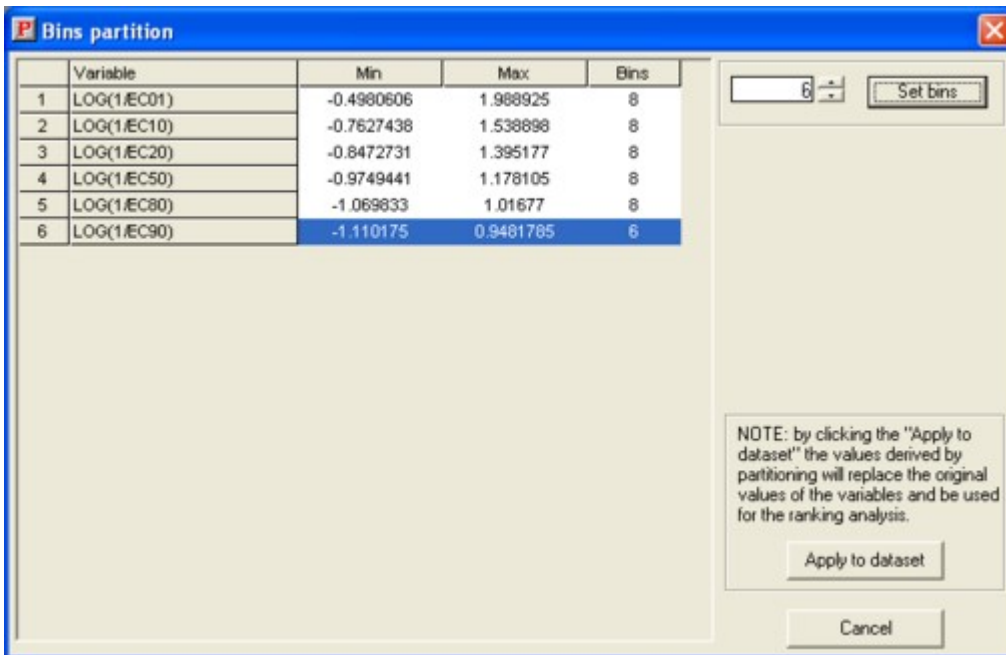 P Bins partition
Variable Min Max Bins
1 LOG(1/EC01) -0.4980606 1.988925 8
2 LOG(1/EC10) -0.7627438 1.538898 8
3 LOG(1/EC20) -0.8472731 1.395177 8
4 LOG(1/EC50) -0.9749441 1.178105 8
5 LOG(1/EC80) -1.069833 1.01677 8
6 LOG(1/EC90) -1.110175 0.9481785 6
6 Set bins
NOTE: by clicking the "Apply to
dataset" the values derived by
partitioning will replace the original
values of the variables and be used
for the ranking analysis.
Apply to dataset
Cancel